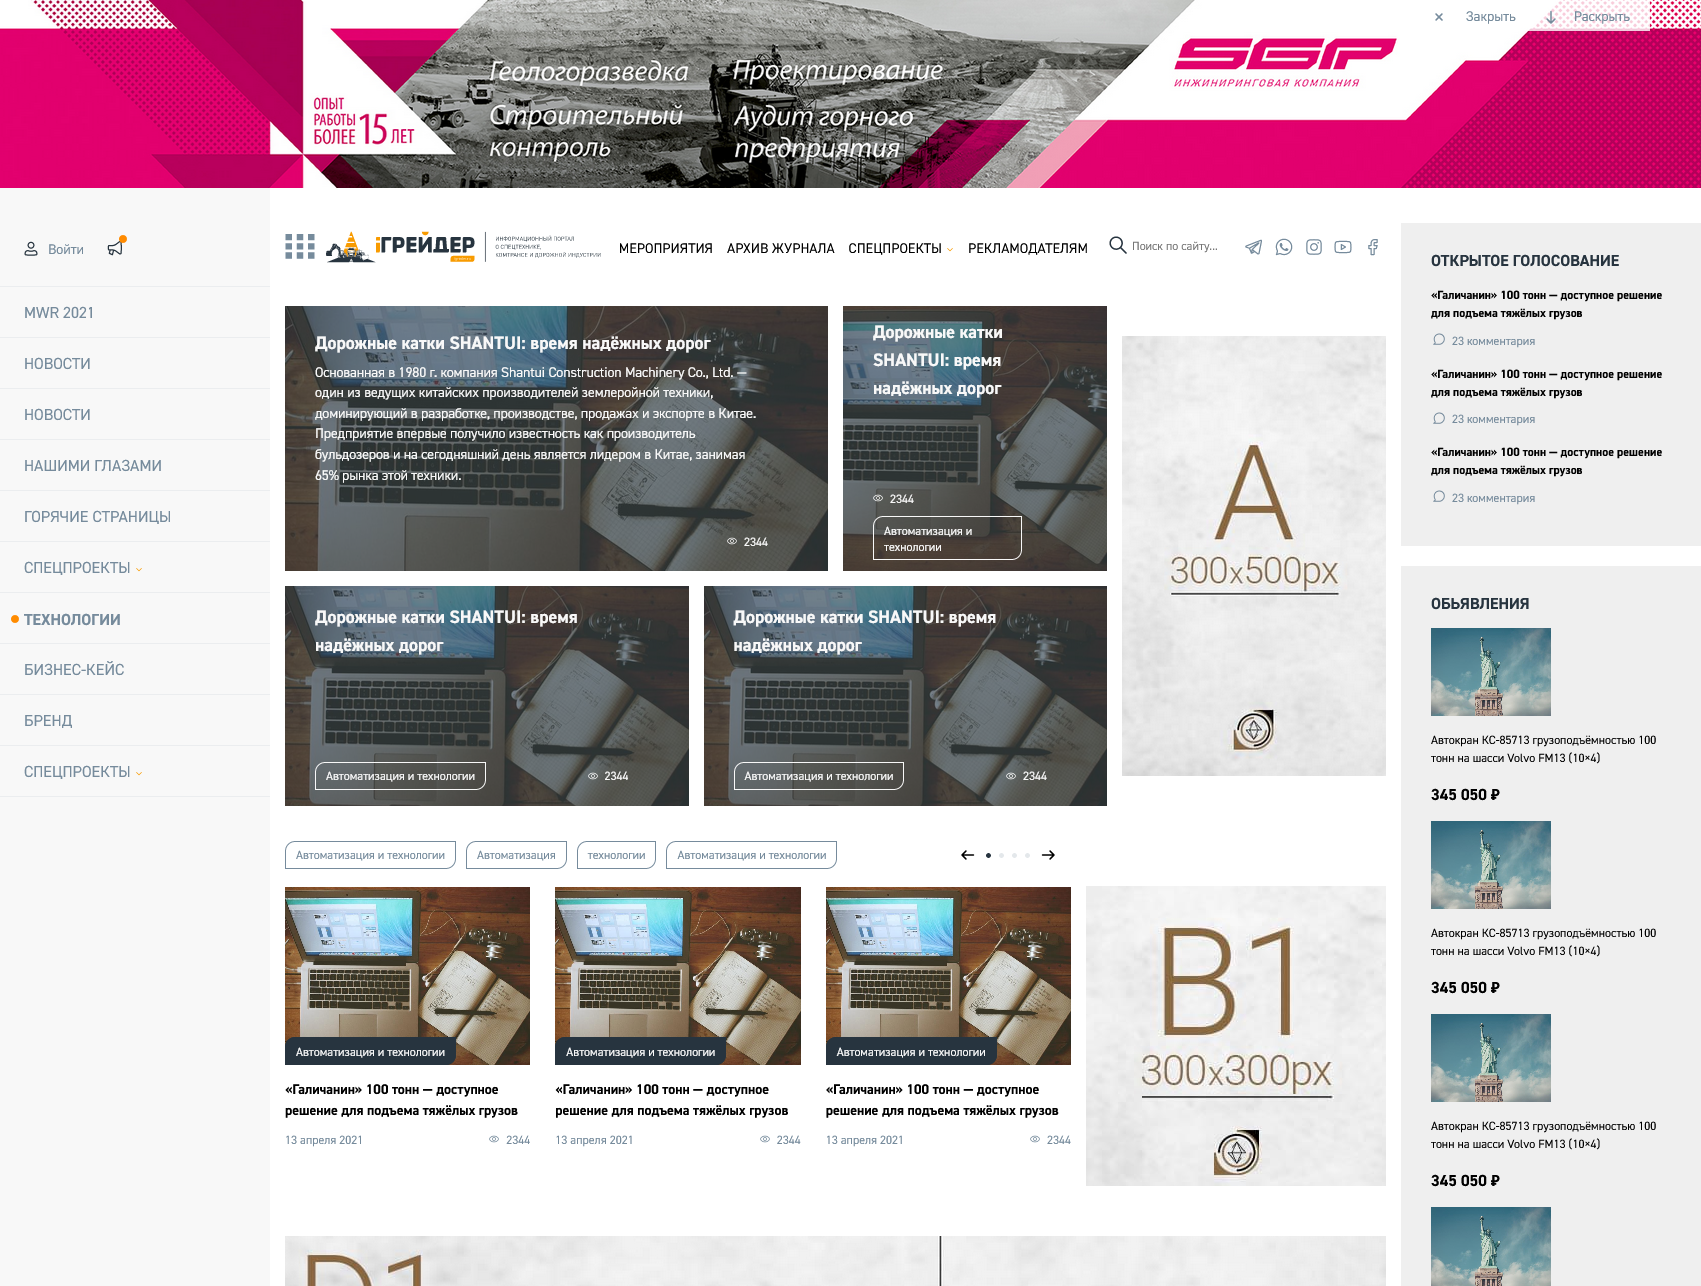 Закрыть
Раскрыть
ОПЫТ
РАБОТЫ
БОЛЕЕ 15 ЛЕТ
Геологоразведка
Строительный
контроль
Проектирование
Аудит горного
предприятия
SGP
ИНЖИНИРИНГОВАЯ КОМПАНИЯ
Войти
MWR 2021
НОВОСТИ
НОВОСТИ
НАШИМИ ГЛАЗАМИ
ГОРЯЧИЕ СТРАНИЦЫ
СПЕЦПРОЕКТЫ
ТЕХНОЛОГИИ
БИЗНЕС-КЕЙС
БРЕНД
СПЕЦПРОЕКТЫ
iГРЕЙДЕР
ИНФОРМАЦИОННЫЙ ПОРТАЛ
О СПЕЦТЕХНИКЕ,
КОМТРАНСЕ И ДОРОЖНОЙ ИНДУСТРИИ
МЕРОПРИЯТИЯ
АРХИВ ЖУРНАЛА
СПЕЦПРОЕКТЫ
РЕКЛАМОДАТЕЛЯМ
Поиск по сайту...
Дорожные катки SHANTUI: время надёжных дорог
Основанная в 1980 г. компания Shantui Construction Machinery Co., Ltd, —
один из ведущих китайских производителей землеройной техники,
доминирующий в разработке, производстве, продажах и экспорте в Китае.
Предприятие впервые получило известность как производитель
бульдозеров и на сегодняшний день является лидером в Китае, занимая
65% рынка этой техники.
2344
Дорожные катки
SHANTUI: время
надёжных дорог
2344
Автоматизация и
технологии
Дорожные катки SHANTUI: время
надёжных дорог
Автоматизация и технологии
2344
Дорожные катки SHANTUI: время
надёжных дорог
Автоматизация и технологии
2344
A
300x500px
Автоматизация и технологии
Автоматизация
технологии
Автоматизация и технологии
Автоматизация и технологии
«Галичанин» 100 тонн — доступное
решение для подъема тяжёлых грузов
13 апреля 2021
2344
Автоматизация и технологии
«Галичанин» 100 тонн — доступное
решение для подъема тяжёлых грузов
13 апреля 2021
2344
Автоматизация и технологии
«Галичанин» 100 тонн — доступное
решение для подъема тяжёлых грузов
13 апреля 2021
2344
B1
300x300px
D1
ОТКРЫТОЕ ГОЛОСОВАНИЕ
«Галичанин» 100 тонн — доступное решение
для подъема тяжёлых грузов
23 комментария
«Галичанин» 100 тонн — доступное решение
для подъема тяжёлых грузов
23 комментария
«Галичанин» 100 тонн — доступное решение
для подъема тяжёлых грузов
23 комментария
ОБЬЯВЛЕНИЯ
Автокран КС-85713 грузоподъёмностью 100
тонн на шасси Volvo FM13 (10×4)
345 050 ₽
Автокран КС-85713 грузоподъёмностью 100
тонн на шасси Volvo FM13 (10×4)
345 050 ₽
Автокран КС-85713 грузоподъёмностью 100
тонн на шасси Volvo FM13 (10×4)
345 050 ₽